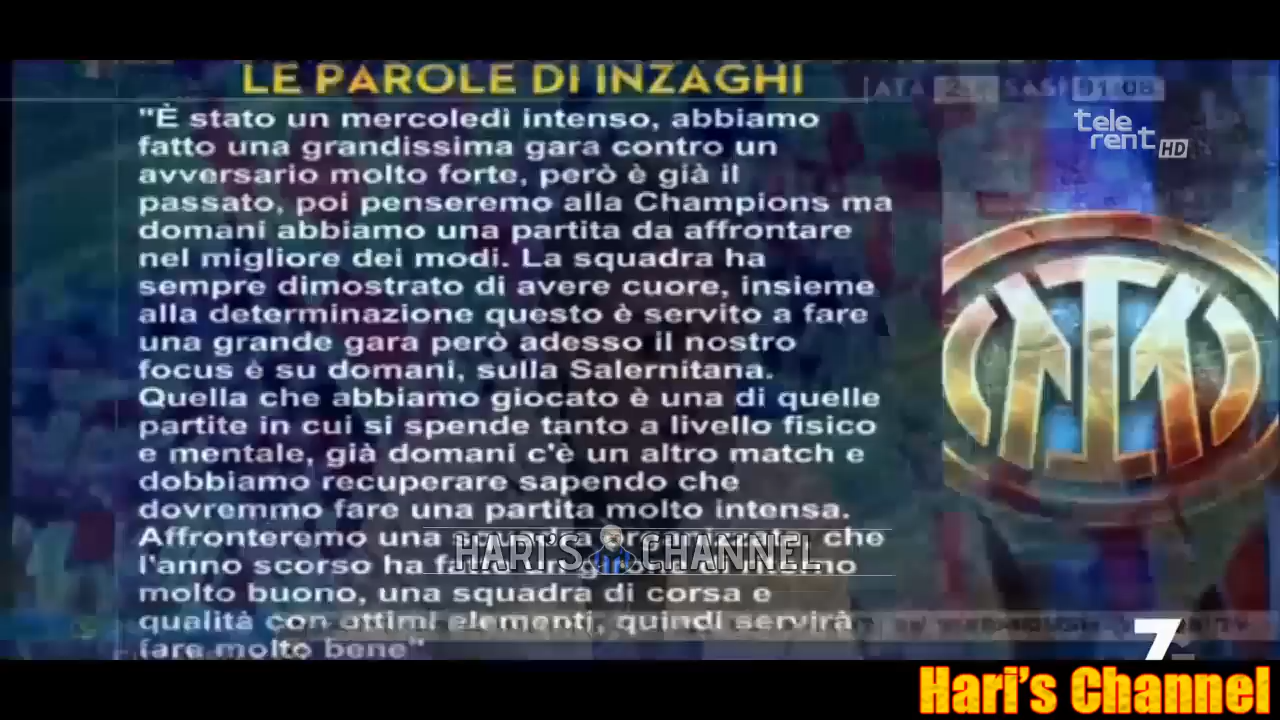 LE PAROLE DI INZAGHI
ATA SASI 91:08
tele
rent HD
"È stato un mercoledì intenso, abbiamo
fatto una grandissima gara contro un
avversario molto forte, però è già il
passato, poi penseremo alla Champions ma
domani abbiamo una partita da affrontare
nel migliore dei modi. La squadra ha
sempre dimostrato di avere cuore, insieme
alla determinazione questo è servito a fare
una grande gara però adesso il nostro
focus è su domani, sulla Salernitana.
Quella che abbiamo giocato è una di quelle
partite in cui si spende tanto a livello fisico
e mentale, già domani c'è un altro match e
dobbiamo recuperare sapendo che
dovremmo fare una partita molto intensa.
Affronteremo una che
HARI'S CHANNEL
l'anno scorso ha
molto buono, una squadra di corsa e
qualità con ottimi elementi, quindi servirà
fare molto bene"
7
Hari's Channel